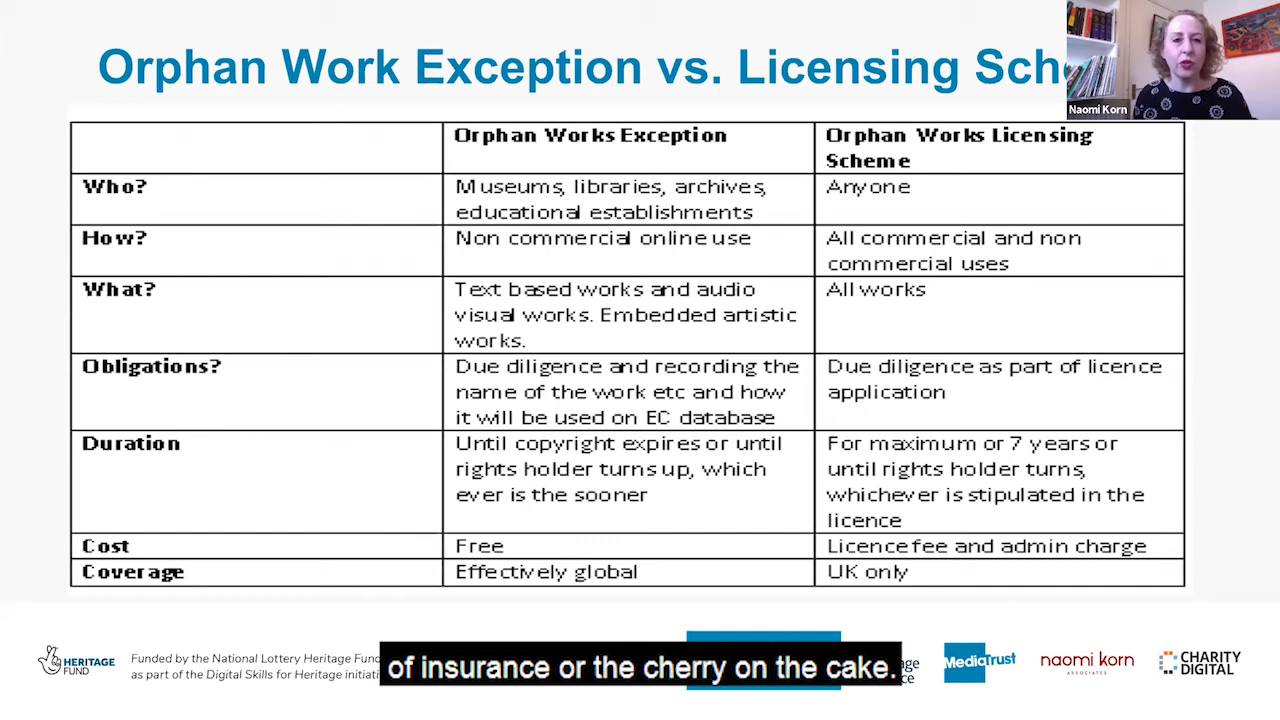 Orphan Work Exception vs. Licensing Sch
Naomi Korn
Orphan Works Exception
Orphan Works Licensing
Scheme
Who?
Museums, libraries, archives,
educational establishments
Anyone
How?
Non commercial online use
All commercial and non
commercial uses
What?
Text based works and audio
visual works. Embedded artistic
works.
All works
Obligations?
Due diligence and recording the
name of the work etc and how
it will be used on EC database
Due diligence as part of licence
application
Duration
Until copyright expires or until
rights holder turns up, which
ever is the sooner
For maximum or 7 years or
until rights holder turns,
whichever is stipulated in the
licence
Cost
Free
Licence fee and admin charge
Coverage
Effectively global
UK only
HERITAGE
FUND
Funded by the National Lottery Heritage Fun
as part of the Digital Skills for Heritage initiati
of insurance or the cherry on the cake.
MediaTrust
naomi korn
ASSOCIATES
CHARITY
DIGITAL